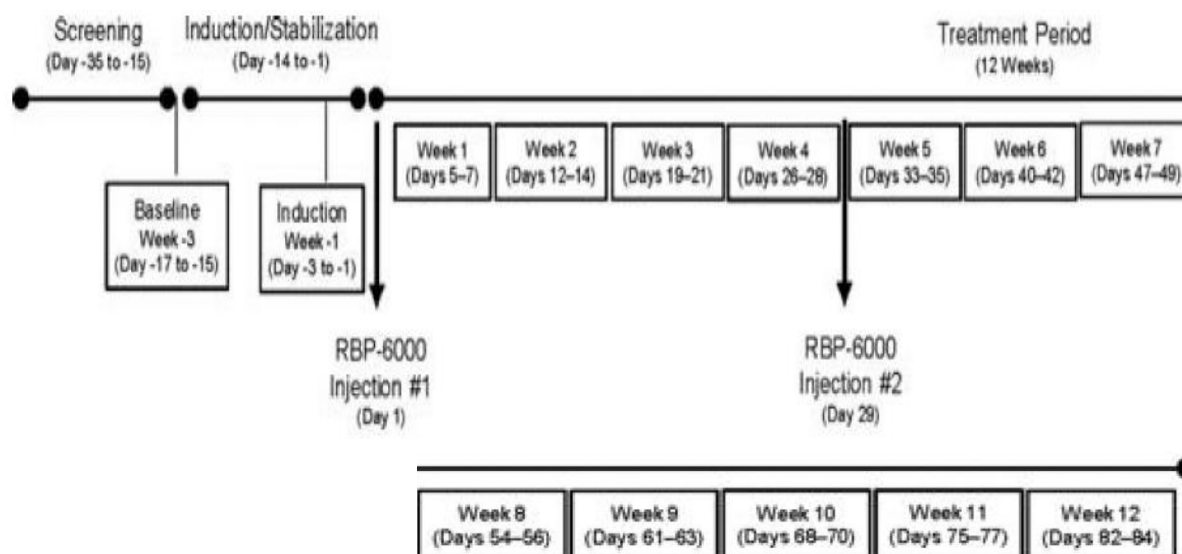 Screening
(Day -35 to -15)
Induction/Stabilization
(Day -14 to -1)
Treatment Period
(12 Weeks)
Baseline
Week -3
(Day -17 to -15)
Induction
Week -1
(Day -3 to -1)
Week 1
(Days 5–7)
Week 2
(Days 12–14)
Week 3
(Days 19–21)
Week 4
(Days 26–28)
Week 5
(Days 33–35)
Week 6
(Days 40–42)
Week 7
(Days 47–49)
RBP-6000
Injection #1
(Day 1)
RBP-6000
Injection #2
(Day 29)
Week 8
(Days 54–56)
Week 9
(Days 61–63)
Week 10
(Days 68–70)
Week 11
(Days 75–77)
Week 12
(Days 82–84)